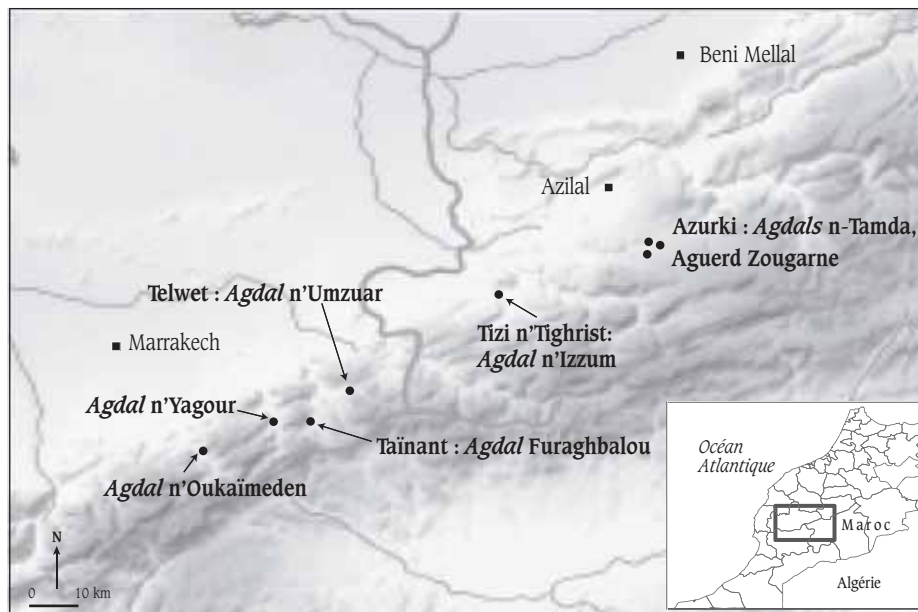 Beni Mellal
Azilal
Azurki : Agdals n-Tamda,
Aguerd Zougarne
Telwet : Agdal n'Umzuar
Tizi n'Tighrist:
Agdal n'Izzum
Marrakech
Agdal n'Yagour
Taïnant : Agdal Furaghbalou
Agdal n'Oukaïmeden
Océan
Atlantique
Maroc
Algérie
N
0 10 km